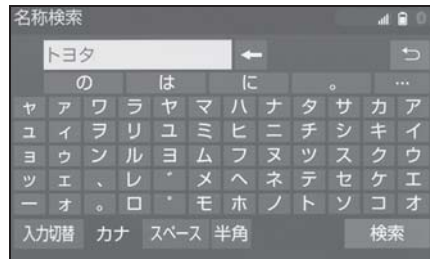 名称検索 0
トヨタ
の は に 。 …
ャ ァ ワ ラ ヤ マ ハ ナ タ サ カ ア
ュ ィ ヲ リ ユ ミ ヒ ニ チ シ キ イ
ョ ゥ ン ル ヨ ム フ ヌ ツ ス ク ウ
ッ ェ 、 レ ゛ メ ヘ ネ テ セ ケ エ
ー ォ 。 ロ ゜ モ ホ ノ ト ソ コ オ
入力切替 カナ スペース 半角 検索